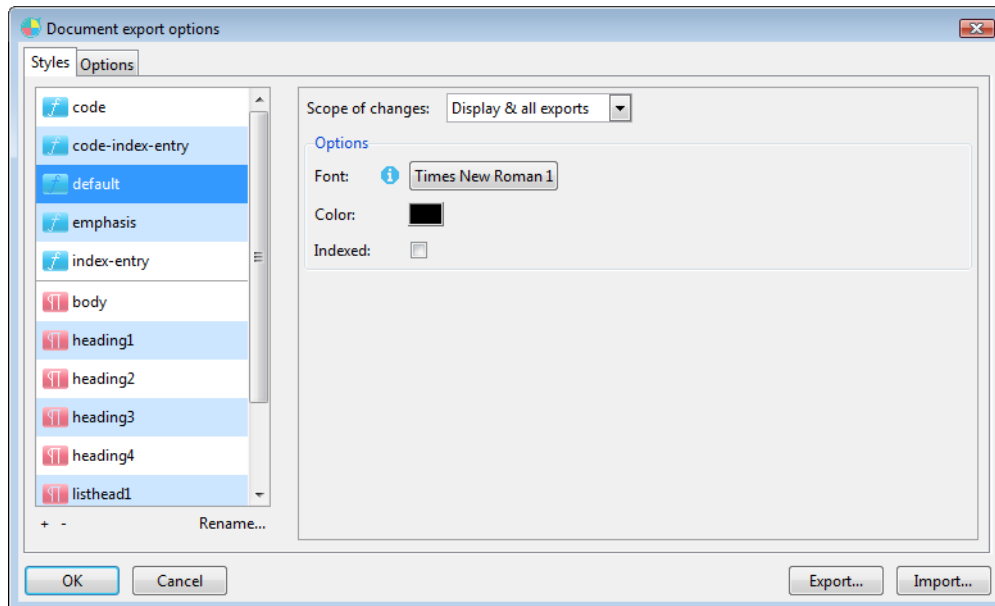 Document export options
Styles Options
code
code-index-entry
default
emphasis
index-entry
body
heading1
heading2
heading3
heading4
listhead1
+ - Rename...
Scope of changes: Display & all exports
Options
Font: Times New Roman 1
Color:
Indexed:
OK Cancel Export... Import...